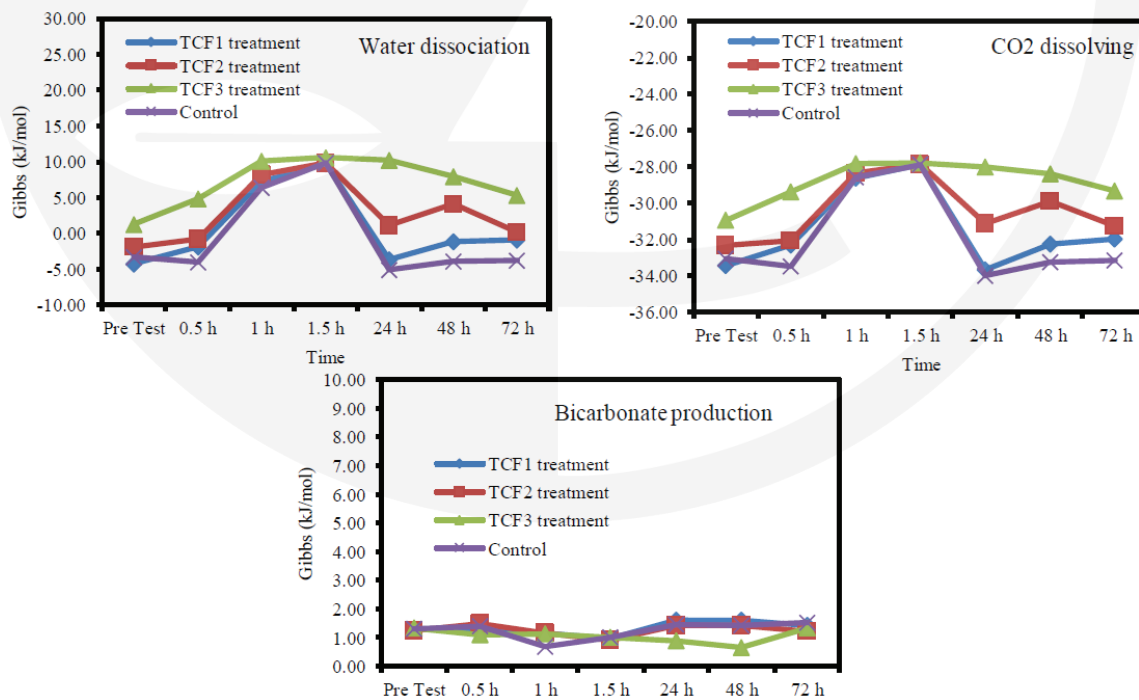 Water dissociation
30.00
25.00
20.00
15.00
10.00
5.00
0.00
-5.00
-10.00
Gibbs (kJ/mol)
TCF1 treatment
TCF2 treatment
TCF3 treatment
Control
Pre Test 0.5 h 1 h 1.5 h 24 h 48 h 72 h
Time
CO2 dissolving
-20.00
-22.00
-24.00
-26.00
-28.00
-30.00
-32.00
-34.00
-36.00
Gibbs (kJ/mol)
TCF1 treatment
TCF2 treatment
TCF3 treatment
Control
Pre Test 0.5 h 1 h 1.5 h 24 h 48 h 72 h
Time
Bicarbonate production
10.00
9.00
8.00
7.00
6.00
5.00
4.00
3.00
2.00
1.00
0.00
Gibbs (kJ/mol)
TCF1 treatment
TCF2 treatment
TCF3 treatment
Control
Pre Test 0.5 h 1 h 1.5 h 24 h 48 h 72 h